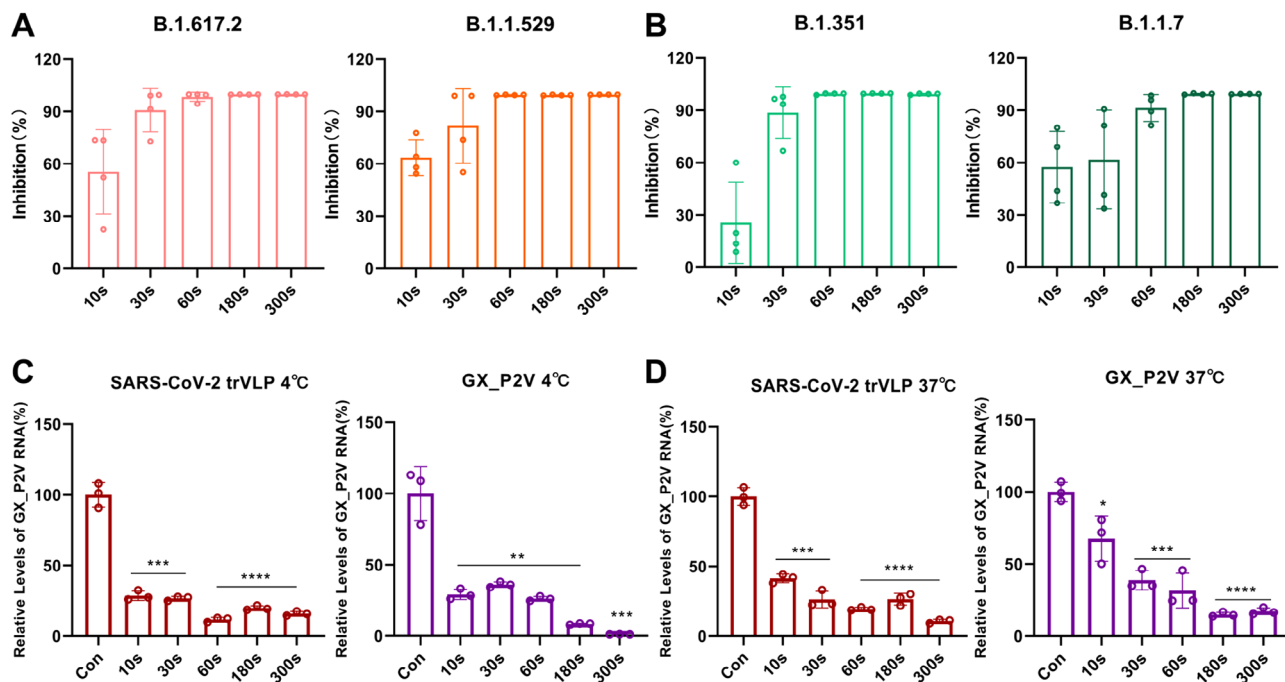 A
B.1.617.2
Inhibition (%)
120
90
60
30
0
10s
30s
60s
180s
300s
B.1.1.529
Inhibition (%)
120
90
60
30
0
10s
30s
60s
180s
300s
B
B.1.351
Inhibition (%)
120
90
60
30
0
10s
30s
60s
180s
300s
B.1.1.7
Inhibition (%)
120
90
60
30
0
10s
30s
60s
180s
300s
C
SARS-CoV-2 trVLP 4℃
Relative Levels of GX_P2V RNA(%)
150
100
50
0
***
****
Con
10s
30s
60s
180s
300s
GX_P2V 4℃
Relative Levels of GX_P2V RNA(%)
150
100
50
0
**
***
Con
10s
30s
60s
180s
300s
D
SARS-CoV-2 trVLP 37℃
Relative Levels of GX_P2V RNA(%)
150
100
50
0
***
****
Con
10s
30s
60s
180s
300s
GX_P2V 37℃
Relative Levels of GX_P2V RNA(%)
150
100
50
0
*
***
****
Con
10s
30s
60s
180s
300s